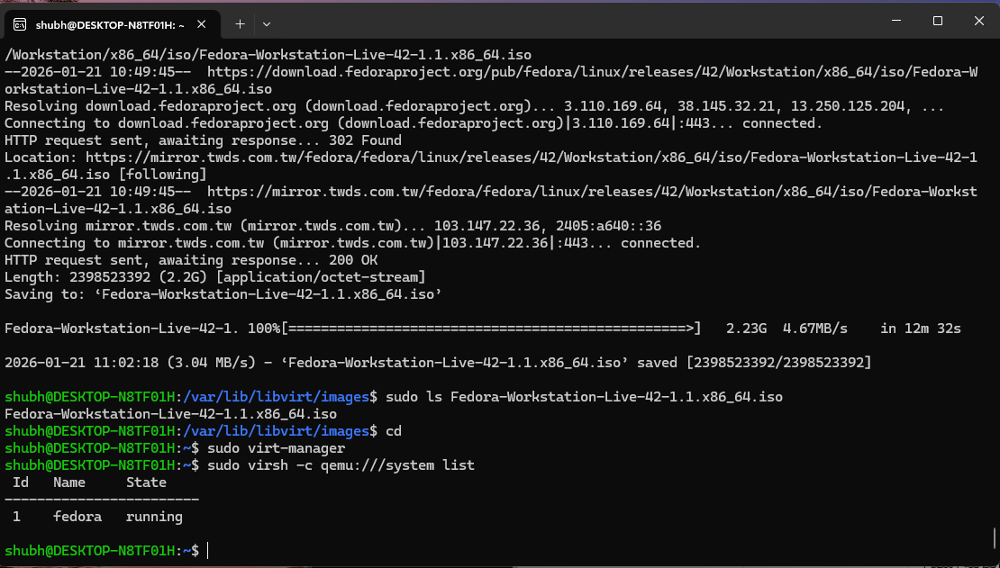 shubh@DESKTOP-N8TF01H: ~
/Workstation/x86_64/iso/Fedora-Workstation-Live-42-1.1.x86_64.iso
--2026-01-21 10:49:45--  https://download.fedoraproject.org/pub/fedora/linux/releases/42/Workstation/x86_64/iso/Fedora-W
orkstation-Live-42-1.1.x86_64.iso
Resolving download.fedoraproject.org (download.fedoraproject.org)... 3.110.169.64, 38.145.32.21, 13.250.125.204, ...
Connecting to download.fedoraproject.org (download.fedoraproject.org)|3.110.169.64|:443... connected.
HTTP request sent, awaiting response... 302 Found
Location: https://mirror.twds.com.tw/fedora/fedora/linux/releases/42/Workstation/x86_64/iso/Fedora-Workstation-Live-42-1
.1.x86_64.iso [following]
--2026-01-21 10:49:45--  https://mirror.twds.com.tw/fedora/fedora/linux/releases/42/Workstation/x86_64/iso/Fedora-Workst
ation-Live-42-1.1.x86_64.iso
Resolving mirror.twds.com.tw (mirror.twds.com.tw)... 103.147.22.36, 2405:a640::36
Connecting to mirror.twds.com.tw (mirror.twds.com.tw)|103.147.22.36|:443... connected.
HTTP request sent, awaiting response... 200 OK
Length: 2398523392 (2.2G) [application/octet-stream]
Saving to: ‘Fedora-Workstation-Live-42-1.1.x86_64.iso’
Fedora-Workstation-Live-42-1. 100%[=================================================>]   2.23G  4.67MB/s    in 12m 32s
2026-01-21 11:02:18 (3.04 MB/s) - ‘Fedora-Workstation-Live-42-1.1.x86_64.iso’ saved [2398523392/2398523392]
shubh@DESKTOP-N8TF01H:/var/lib/libvirt/images$ sudo ls Fedora-Workstation-Live-42-1.1.x86_64.iso
Fedora-Workstation-Live-42-1.1.x86_64.iso
shubh@DESKTOP-N8TF01H:/var/lib/libvirt/images$ cd
shubh@DESKTOP-N8TF01H:~$ sudo virt-manager
shubh@DESKTOP-N8TF01H:~$ sudo virsh -c qemu:///system list
 Id   Name     State
------------------------
 1    fedora   running
shubh@DESKTOP-N8TF01H:~$